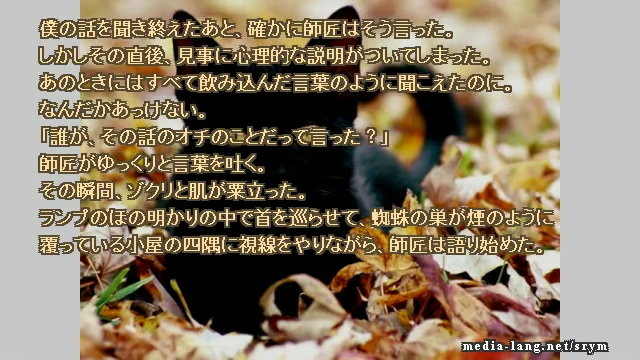 僕の話を聞き終えたあと、確かに師匠はそう言った。
しかしその直後、見事に心理的な説明がついてしまった。
あのときにはすべて飲み込んだ言葉のように聞こえたのに。
なんだかあっけない。
「誰が、その話のオチのことだって言った？」
師匠がゆっくりと言葉を吐く。
その瞬間、ゾクリと肌が粟立った。
ランプのほの明かりの中で首を巡らせて、蜘蛛の巣が煙のように
覆っている小屋の四隅に視線をやりながら、師匠は語り始めた。
media-lang.net/srym